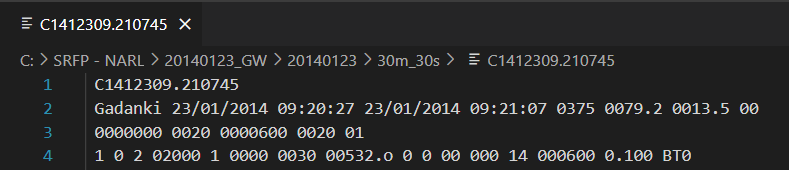 C1412309.210745 ×
C: > SRFP - NARL > 20140123_GW > 20140123 > 30m_30s > C1412309.210745
1 C1412309.210745
2 Gadanki 23/01/2014 09:20:27 23/01/2014 09:21:07 0375 0079.2 0013.5 00
3 0000000 0020 0000600 0020 01
4 1 0 2 02000 1 0000 0030 00532.o 0 0 00 000 14 000600 0.100 BT0